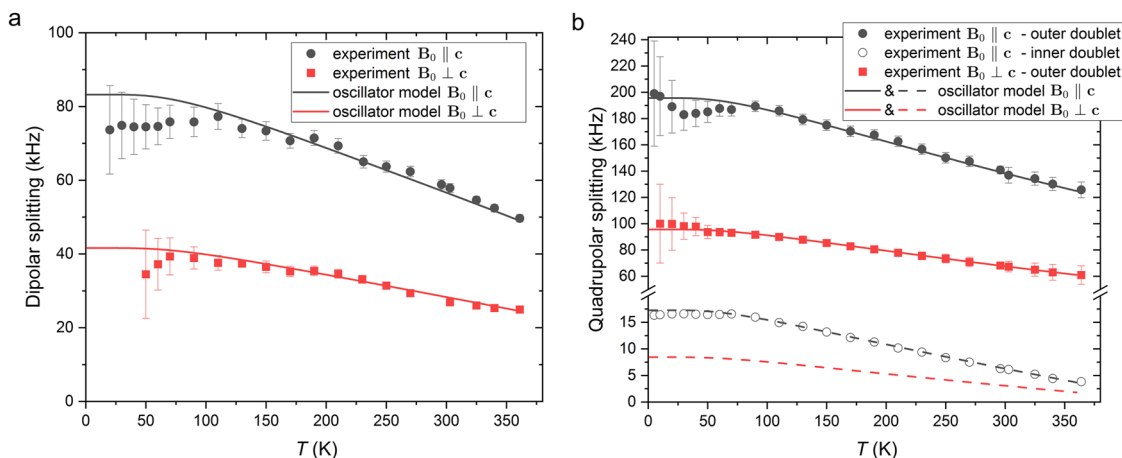 a
100
80
60
40
20
0
Dipolar splitting (kHz)
0 50 100 150 200 250 300 350
T (K)
experiment B₀ ∥ c
experiment B₀ ⊥ c
oscillator model B₀ ∥ c
oscillator model B₀ ⊥ c
b
240
220
200
180
160
140
120
100
80
60
15
10
5
0
Quadrupolar splitting (kHz)
0 50 100 150 200 250 300 350
T (K)
experiment B₀ ∥ c - outer doublet
experiment B₀ ∥ c - inner doublet
experiment B₀ ⊥ c - outer doublet
& oscillator model B₀ ∥ c
& oscillator model B₀ ⊥ c